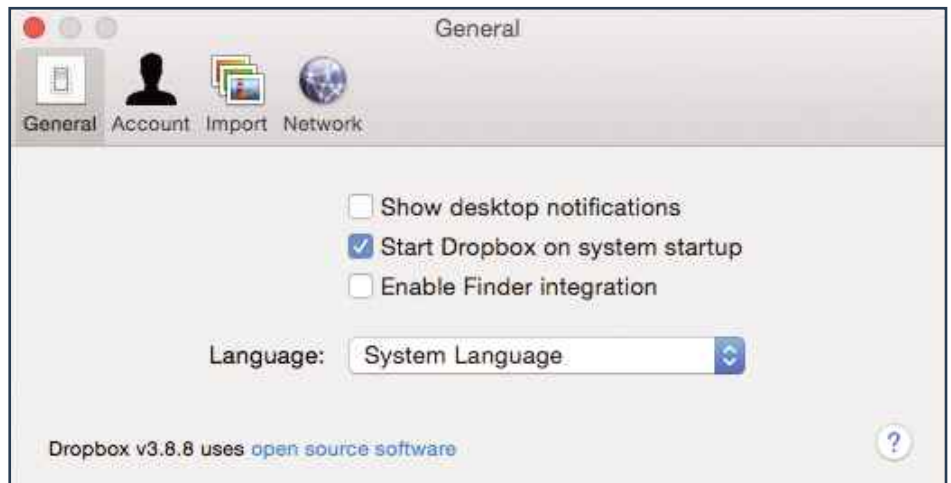 General
General Account Import Network
Show desktop notifications
Start Dropbox on system startup
Enable Finder integration
Language: System Language
Dropbox v3.8.8 uses open source software
?